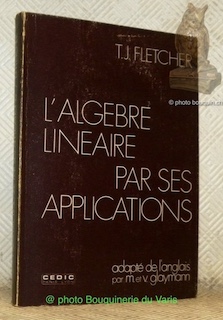 T.J. FLETCHER
L'ALGEBRE
LINEAIRE
PAR SES
APPLICATIONS
adapté de l'anglais
par m. et v. glaymann
CEDIC
@ photo Bouquinerie du Varis